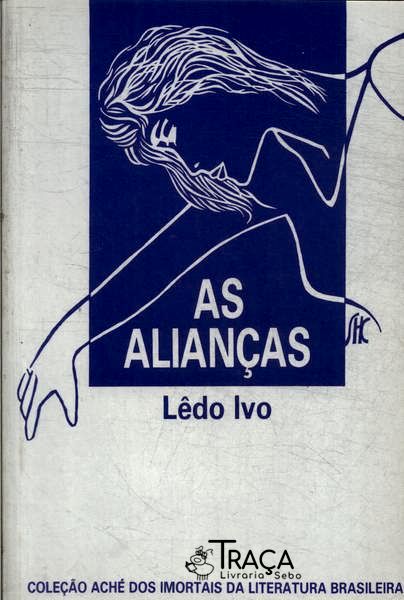 AS
ALIANÇAS
Lêdo Ivo
TRAÇA
Livraria Sebo
COLEÇÃO ACHÉ DOS IMORTAIS DA LITERATURA BRASILEIRA